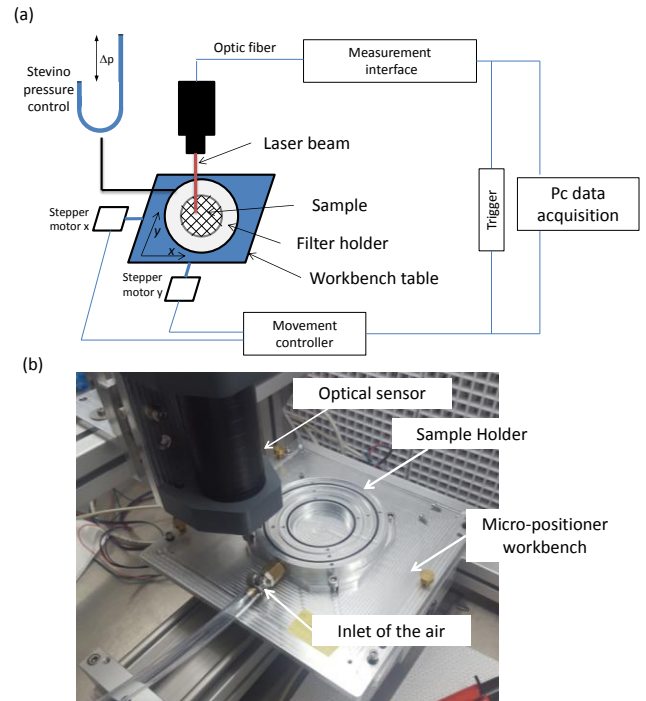 (a)
Δp
Stevino
pressure
control
Optic fiber
Measurement
interface
Laser beam
Sample
Filter holder
Workbench table
Stepper
motor x
y
x
Stepper
motor y
Trigger
Pc data
acquisition
Movement
controller
(b)
Optical sensor
Sample Holder
Micro-positioner
workbench
Inlet of the air